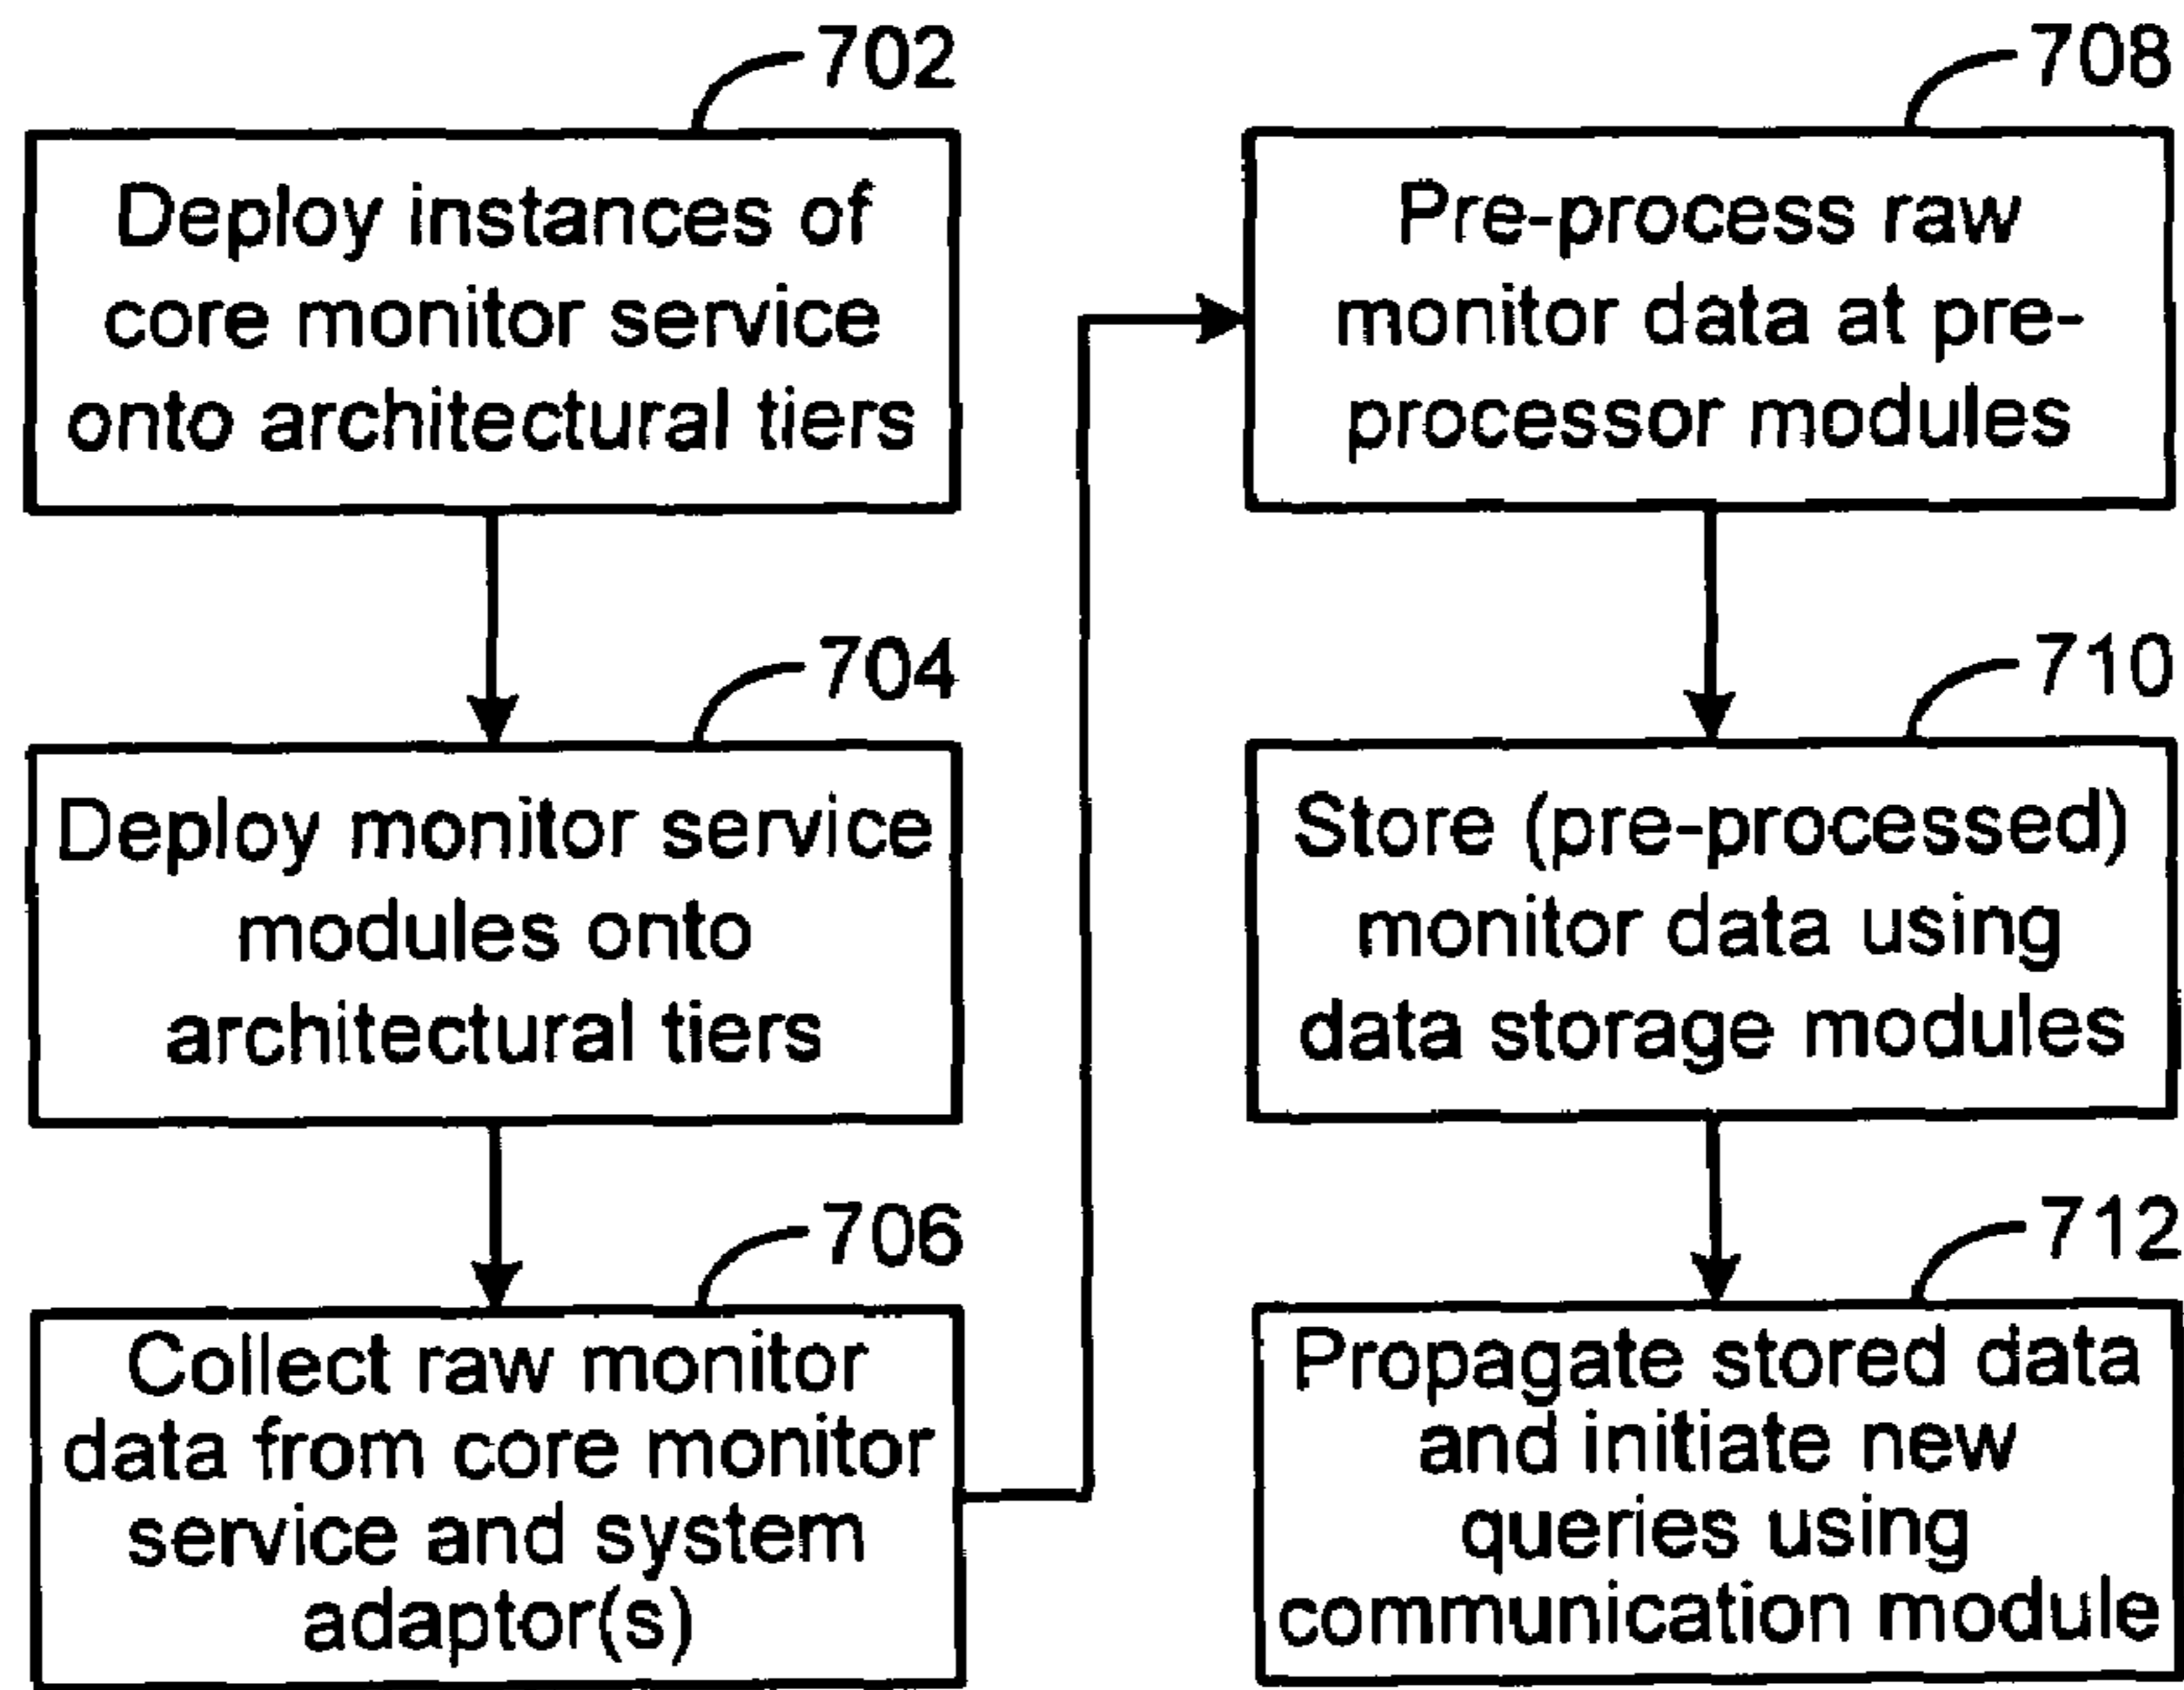 702
Deploy instances of
core monitor service
onto architectural tiers
704
Deploy monitor service
modules onto
architectural tiers
706
Collect raw monitor
data from core monitor
service and system
adaptor(s)
708
Pre-process raw
monitor data at pre-
processor modules
710
Store (pre-processed)
monitor data using
data storage modules
712
Propagate stored data
and initiate new
queries using
communication module